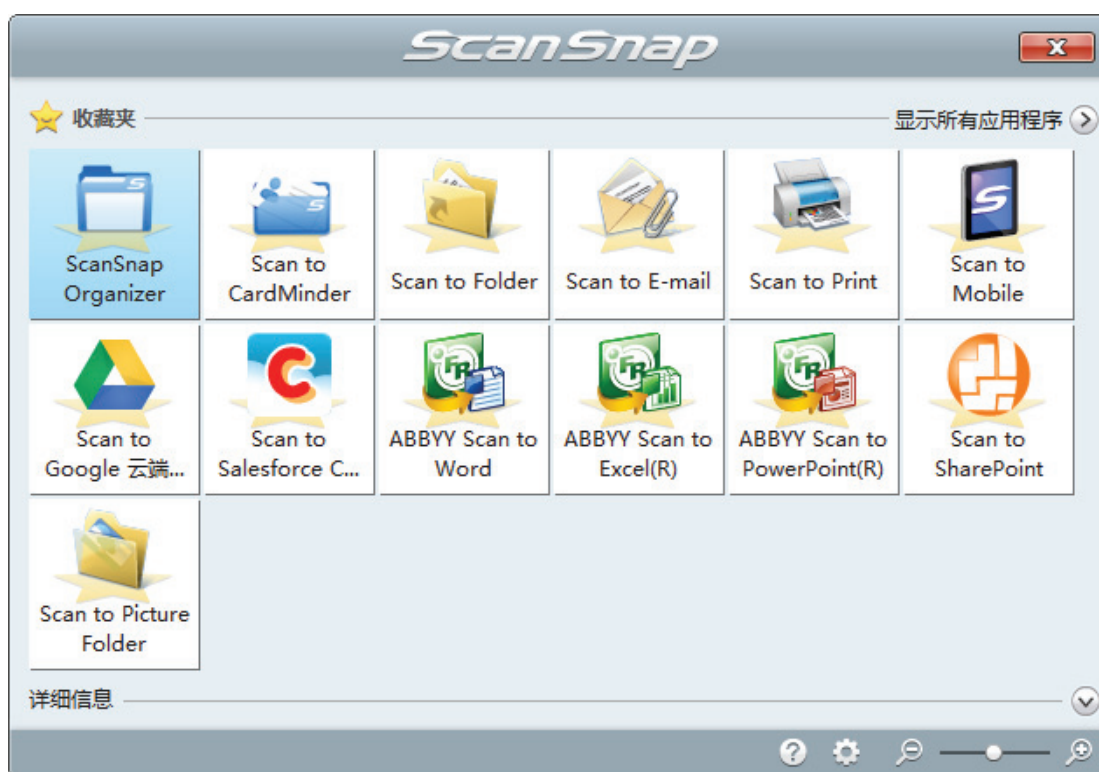 ScanSnap
收藏夹
显示所有应用程序
ScanSnap
Organizer
Scan to
CardMinder
Scan to Folder
Scan to E-mail
Scan to Print
Scan to
Mobile
Scan to
Google 云端...
Scan to
Salesforce C...
ABBYY Scan to
Word
ABBYY Scan to
Excel(R)
ABBYY Scan to
PowerPoint(R)
Scan to
SharePoint
Scan to Picture
Folder
详细信息